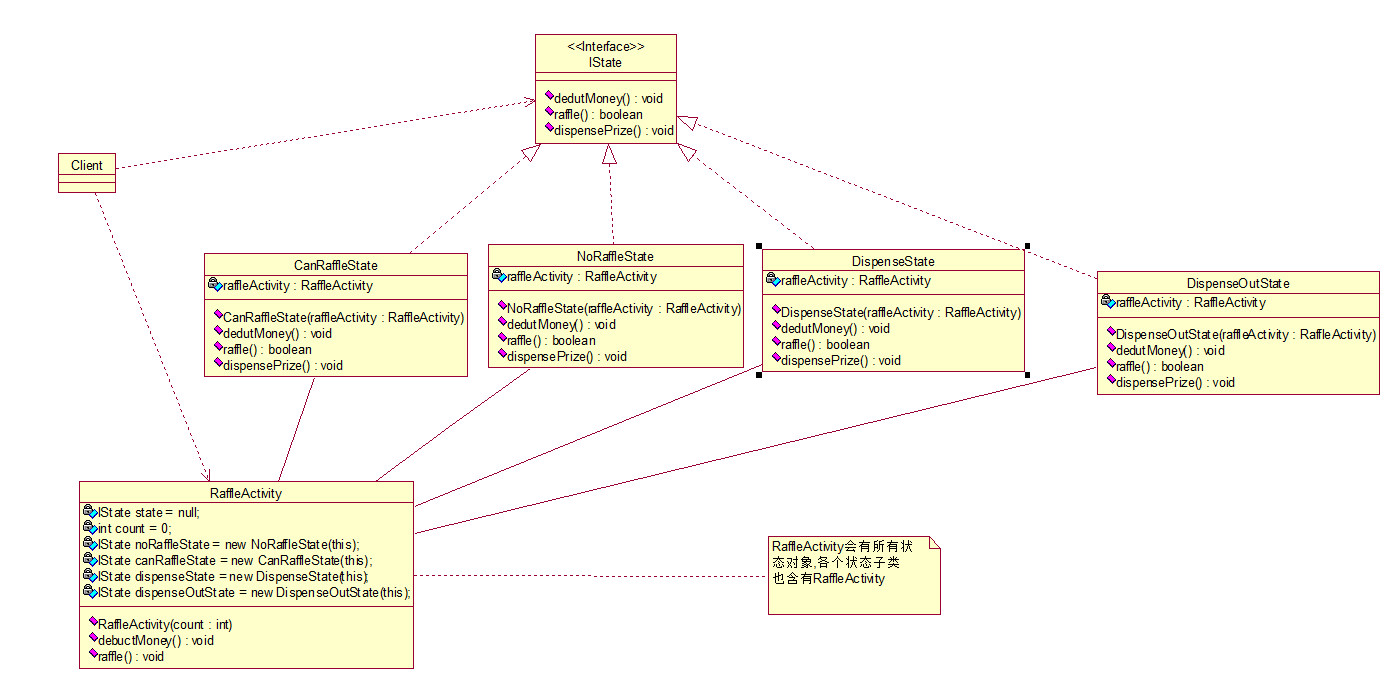 <<Interface>>
IState
dedutMoney() : void
raffle() : boolean
dispensePrize() : void
Client
CanRaffleState
raffleActivity : RaffleActivity
CanRaffleState(raffleActivity : RaffleActivity)
dedutMoney() : void
raffle() : boolean
dispensePrize() : void
NoRaffleState
raffleActivity : RaffleActivity
NoRaffleState(raffleActivity : RaffleActivity)
dedutMoney() : void
raffle() : boolean
dispensePrize() : void
DispenseState
raffleActivity : RaffleActivity
DispenseState(raffleActivity : RaffleActivity)
dedutMoney() : void
raffle() : boolean
dispensePrize() : void
DispenseOutState
raffleActivity : RaffleActivity
DispenseOutState(raffleActivity : RaffleActivity)
dedutMoney() : void
raffle() : boolean
dispensePrize() : void
RaffleActivity
IState state = null;
int count = 0;
IState noRaffleState = new NoRaffleState(this);
IState canRaffleState = new CanRaffleState(this);
IState dispenseState = new DispenseState(this);
IState dispenseOutState = new DispenseOutState(this);
RaffleActivity(count : int)
debuctMoney() : void
raffle() : void
RaffleActivity会有所有状
态对象,各个状态子类
也含有RaffleActivity